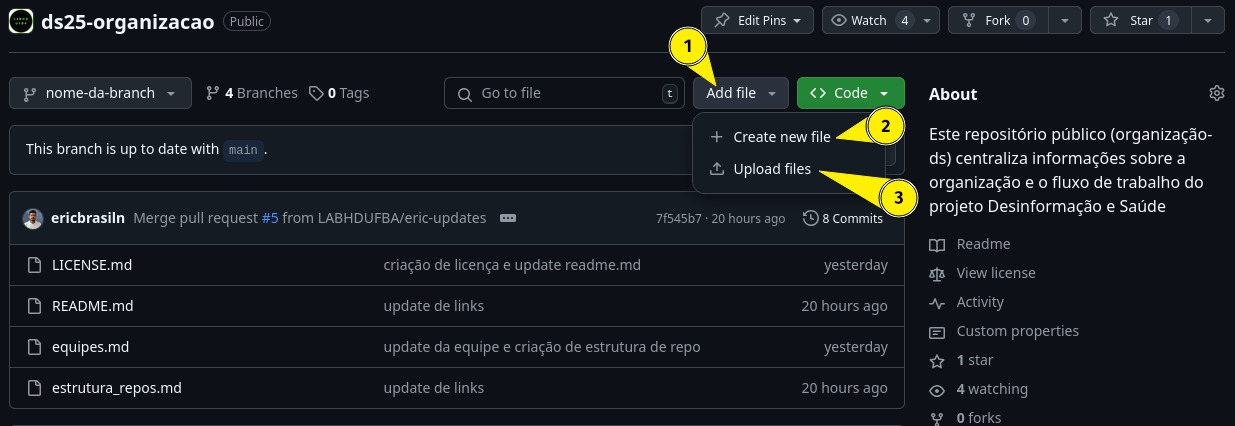 ds25-organizacao Public Edit Pins Watch 4 Fork 0 Star 1
1
nome-da-branch 4 Branches 0 Tags Go to file t Add file Code
About
2
Create new file
This branch is up to date with main.
Upload files
3
Este repositório público (organização-
ds) centraliza informações sobre a
organização e o fluxo de trabalho do
projeto Desinformação e Saúde
ericbrasiln Merge pull request #5 from LABHDUFBA/eric-updates 7f545b7 · 20 hours ago 8 Commits
LICENSE.md criação de licença e update readme.md yesterday
README.md update de links 20 hours ago
equipes.md update da equipe e criação de estrutura de repo yesterday
estrutura_repos.md update de links 20 hours ago
Readme
View license
Activity
Custom properties
1 star
4 watching
0 forks